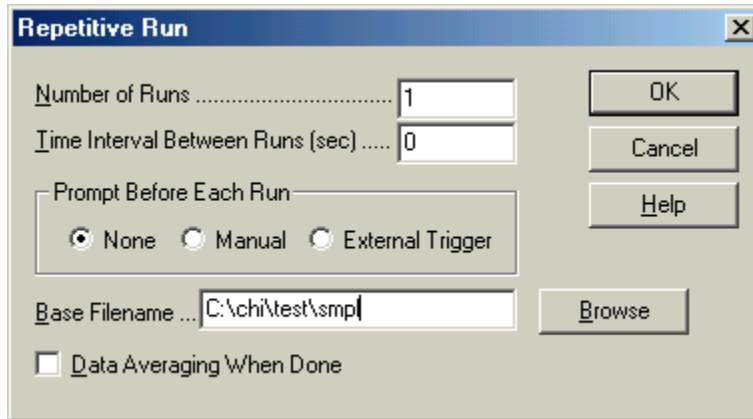 Repetitive Run
Number of Runs ................................. 1
OK
Time Interval Between Runs (sec) ..... 0
Cancel
Prompt Before Each Run
Help
None Manual External Trigger
Base Filename ... C:\chi\test\smpl
Browse
Data Averaging When Done